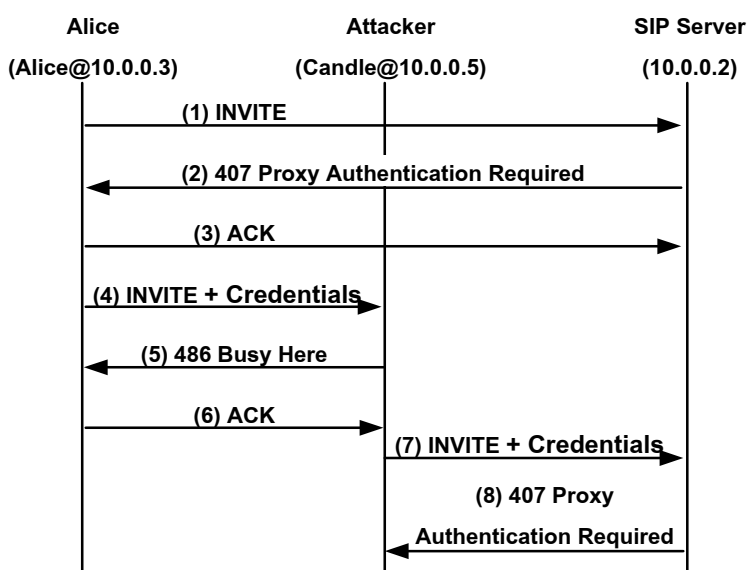 Alice Attacker SIP Server
(Alice@10.0.0.3) (Candle@10.0.0.5) (10.0.0.2)
(1) INVITE
(2) 407 Proxy Authentication Required
(3) ACK
(4) INVITE + Credentials
(5) 486 Busy Here
(6) ACK
(7) INVITE + Credentials
(8) 407 Proxy
Authentication Required